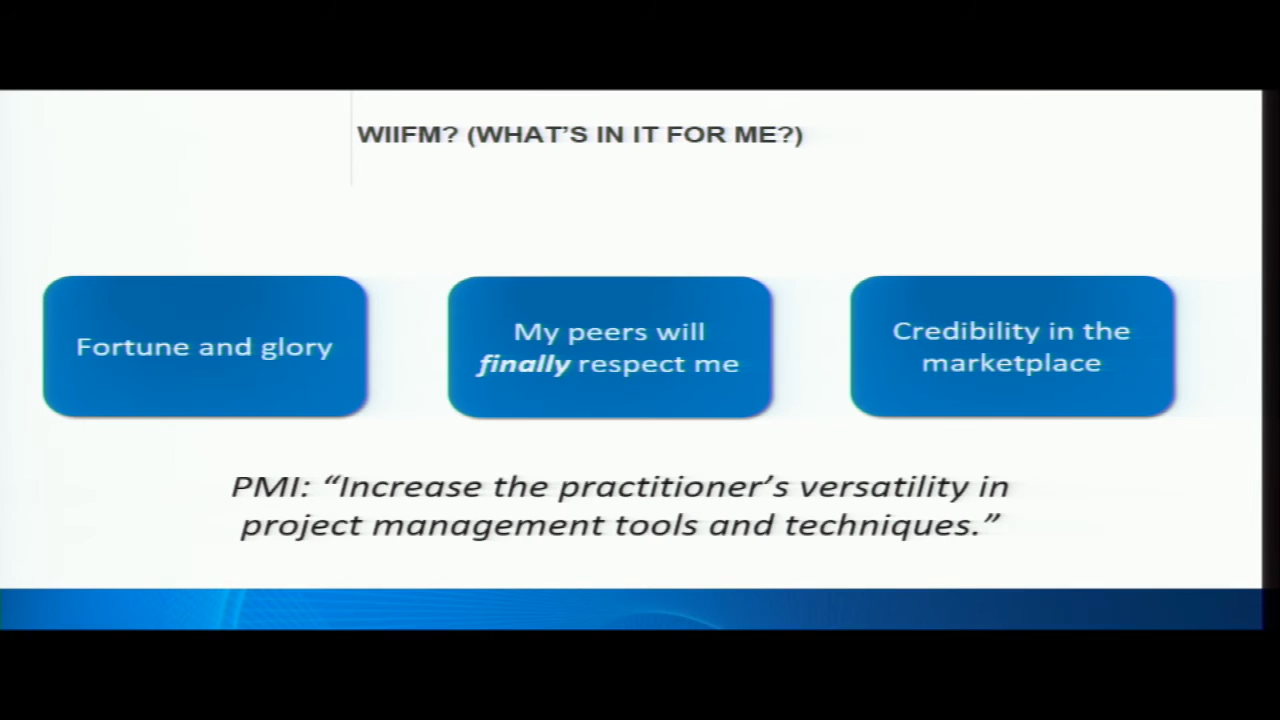 WIIFM? (WHAT'S IN IT FOR ME?)
Fortune and glory
My peers will
finally respect me
Credibility in the
marketplace
PMI: “Increase the practitioner’s versatility in
project management tools and techniques.”